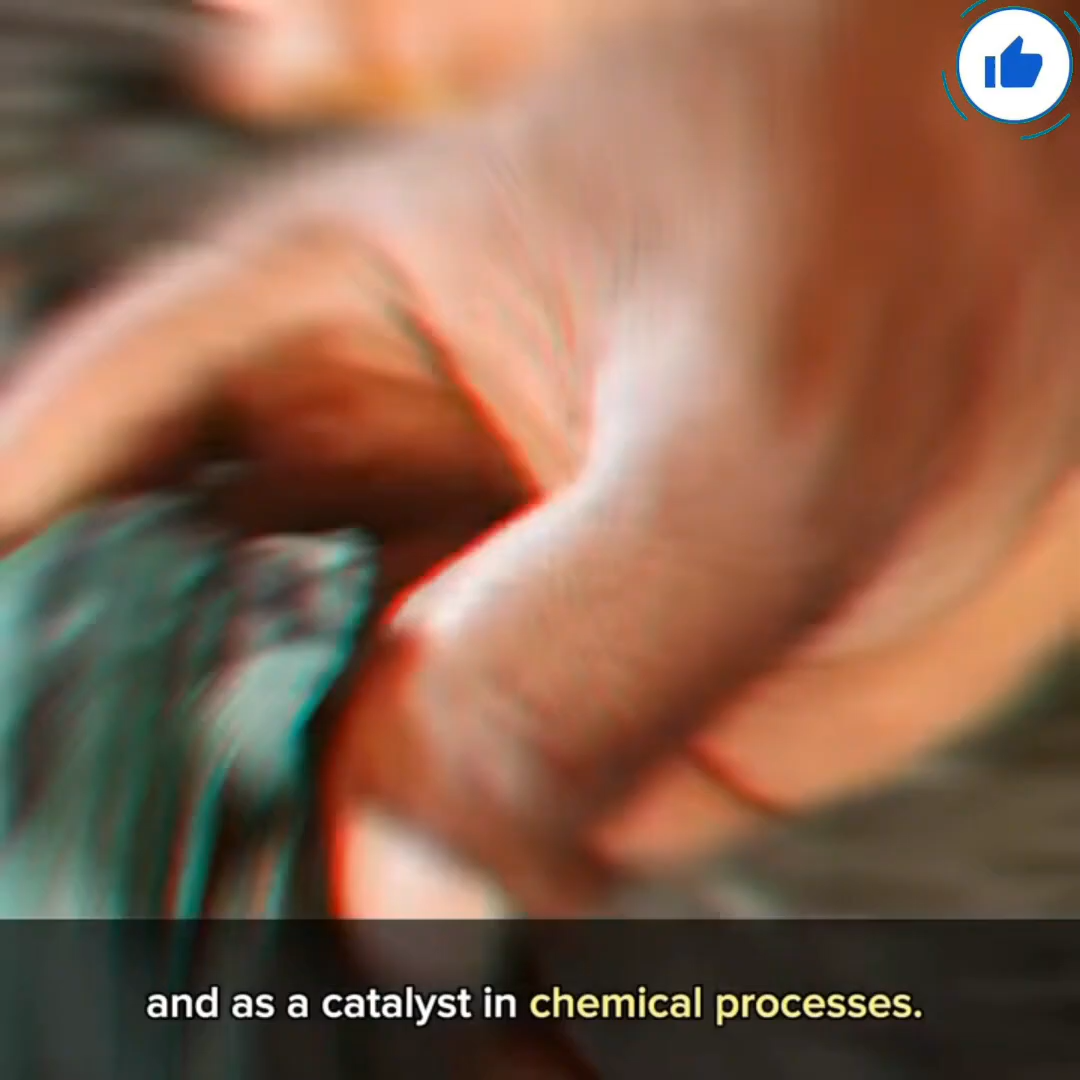 and as a catalyst in chemical processes.